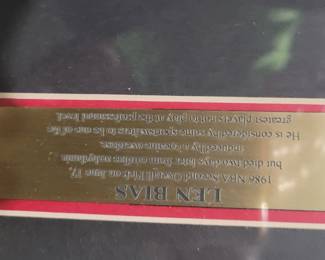 LEN BIAS
1986 NBA Second Overall Pick on June 17,
but died two days later from cardiac arrhythmia
induced by a cocaine overdose.
He is considered by some sportswriters to be one of the
greatest players not to play at the professional level.